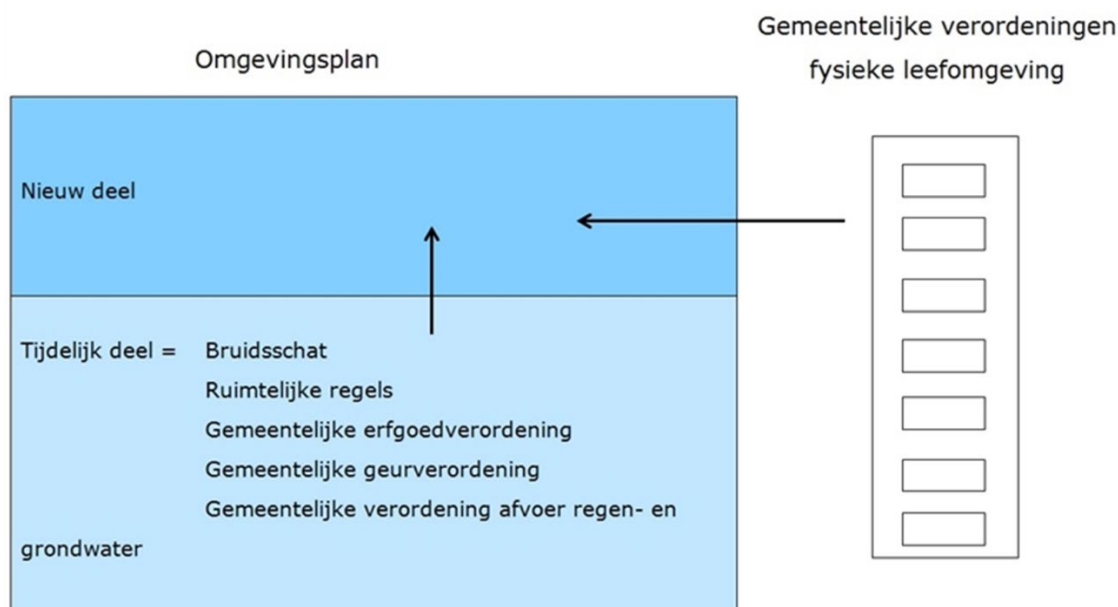 Omgevingsplan
Gemeentelijke verordeningen
fysieke leefomgeving
Nieuw deel
Tijdelijk deel = Bruidsschat
Ruimtelijke regels
Gemeentelijke erfgoedverordening
Gemeentelijke geurverordening
Gemeentelijke verordening afvoer regen- en
grondwater